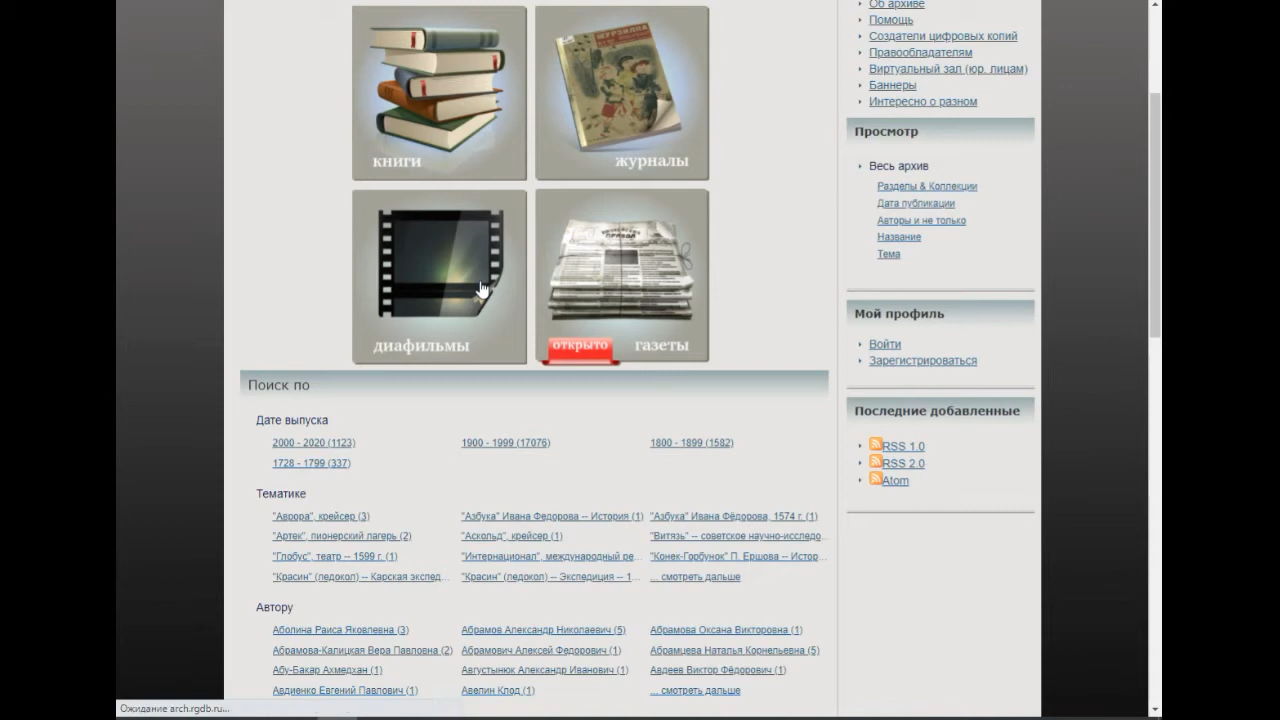 Об архиве
Помощь
Создатели цифровых копий
Правообладателям
Виртуальный зал (юр. лицам)
Баннеры
Интересно о разном
МУРЗИЛКА
книги
журналы
диафильмы
ПРАВДА
открыто
газеты
Просмотр
Весь архив
Разделы & Коллекции
Дата публикации
Авторы и не только
Название
Тема
Мой профиль
Войти
Зарегистрироваться
Последние добавленные
RSS 1.0
RSS 2.0
Atom
Поиск по
Дате выпуска
2000 - 2020 (1123) 1900 - 1999 (17076) 1800 - 1899 (1582)
1728 - 1799 (337)
Тематике
"Аврора", крейсер (3) "Азбука" Ивана Федорова -- История (1) "Азбука" Ивана Фёдорова, 1574 г. (1)
"Артек", пионерский лагерь (2) "Аскольд", крейсер (1) "Витязь" -- советское научно-исследо...
"Глобус", театр -- 1599 г. (1) "Интернационал", международный ре... "Конек-Горбунок" П. Ершова -- Истор...
"Красин" (ледокол) -- Карская экспед... "Красин" (ледокол) -- Экспедиция -- 1... ... смотреть дальше
Автору
Аболина Раиса Яковлевна (3) Абрамов Александр Николаевич (5) Абрамова Оксана Викторовна (1)
Абрамова-Калицкая Вера Павловна (2) Абрамович Алексей Федорович (1) Абрамцева Наталья Корнельевна (5)
Абу-Бакар Ахмедхан (1) Августынюк Александр Иванович (1) Авдеев Виктор Фёдорович (1)
Авдиенко Евгений Павлович (1) Авелин Клод (1) ... смотреть дальше
Ожидание arch.rgdb.ru...